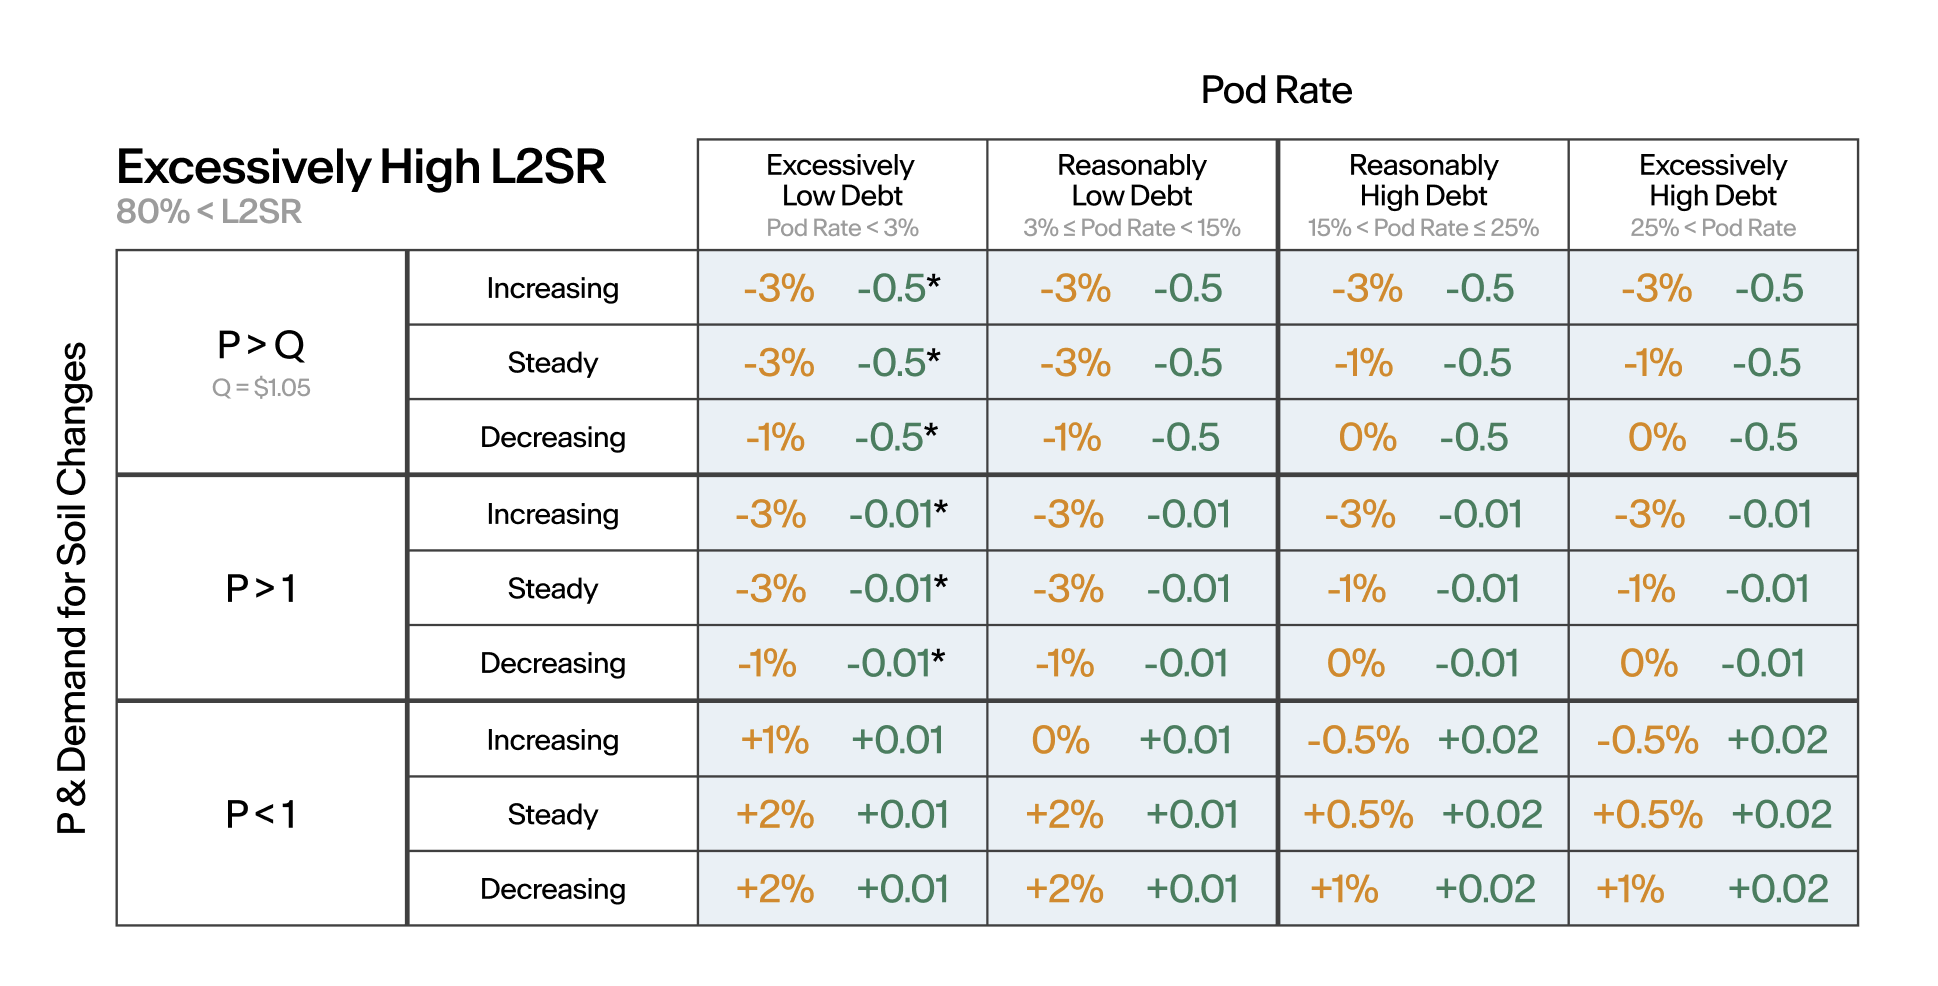 Pod Rate
Excessively High L2SR
80% < L2SR
Excessively
Low Debt
Pod Rate < 3%
Reasonably
Low Debt
3% ≤ Pod Rate < 15%
Reasonably
High Debt
15% < Pod Rate ≤ 25%
Excessively
High Debt
25% < Pod Rate
P & Demand for Soil Changes
P > Q
Q = $1.05
Increasing -3% -0.5* -3% -0.5 -3% -0.5 -3% -0.5
Steady -3% -0.5* -3% -0.5 -1% -0.5 -1% -0.5
Decreasing -1% -0.5* -1% -0.5 0% -0.5 0% -0.5
P > 1
Increasing -3% -0.01* -3% -0.01 -3% -0.01 -3% -0.01
Steady -3% -0.01* -3% -0.01 -1% -0.01 -1% -0.01
Decreasing -1% -0.01* -1% -0.01 0% -0.01 0% -0.01
P < 1
Increasing +1% +0.01 0% +0.01 -0.5% +0.02 -0.5% +0.02
Steady +2% +0.01 +2% +0.01 +0.5% +0.02 +0.5% +0.02
Decreasing +2% +0.01 +2% +0.01 +1% +0.02 +1% +0.02